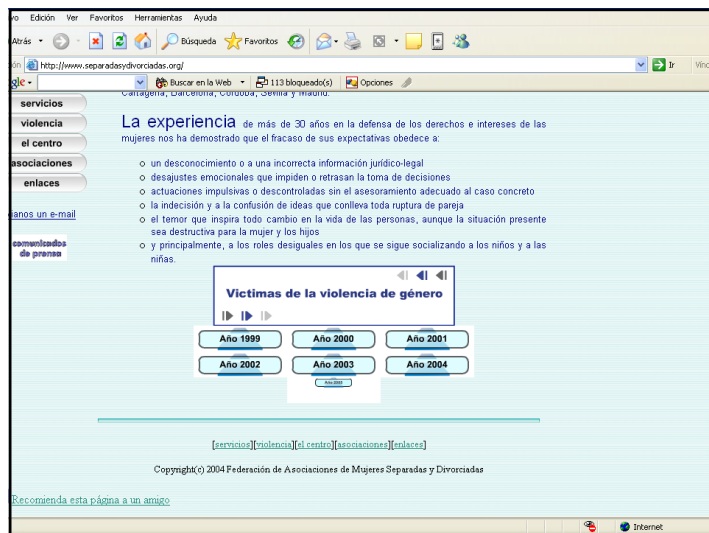 vo Edición Ver Favoritos Herramientas Ayuda
Atrás Búsqueda Favoritos
ón http://www.separadasydivorciadas.org/ Ir Vínc
gle Buscar en la Web 113 bloqueado(s) Opciones
Cartagena, Barcelona, Córdoba, Sevilla y Madrid.
servicios
violencia
el centro
asociaciones
enlaces
ganos un e-mail
comunicados
de prensa
La experiencia de más de 30 años en la defensa de los derechos e intereses de las
mujeres nos ha demostrado que el fracaso de sus expectativas obedece a:
un desconocimiento o a una incorrecta información jurídico-legal
desajustes emocionales que impiden o retrasan la toma de decisiones
actuaciones impulsivas o descontroladas sin el asesoramiento adecuado al caso concreto
la indecisión y a la confusión de ideas que conlleva toda ruptura de pareja
el temor que inspira todo cambio en la vida de las personas, aunque la situación presente
sea destructiva para la mujer y los hijos
y principalmente, a los roles desiguales en los que se sigue socializando a los niños y a las
niñas.
Victimas de la violencia de género
Año 1999 Año 2000 Año 2001
Año 2002 Año 2003 Año 2004
[servicios][violencia][el centro][asociaciones][enlaces]
Copyright(c) 2004 Federación de Asociaciones de Mujeres Separadas y Divorciadas
Recomienda esta página a un amigo
Internet